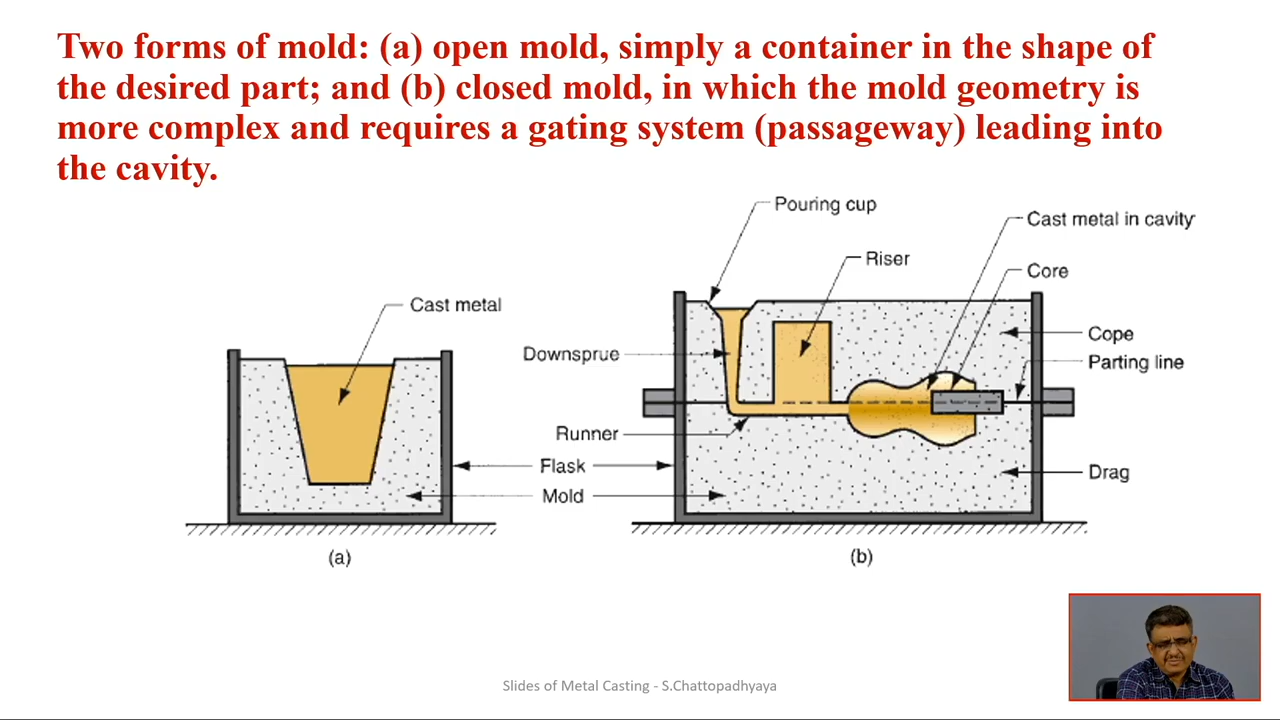 Two forms of mold: (a) open mold, simply a container in the shape of
the desired part; and (b) closed mold, in which the mold geometry is
more complex and requires a gating system (passageway) leading into
the cavity.
Pouring cup
Cast metal in cavity
Riser
Core
Cast metal
Cope
Downsprue
Parting line
Runner
Flask
Drag
Mold
(a)
(b)
Slides of Metal Casting - S.Chattopadhyaya